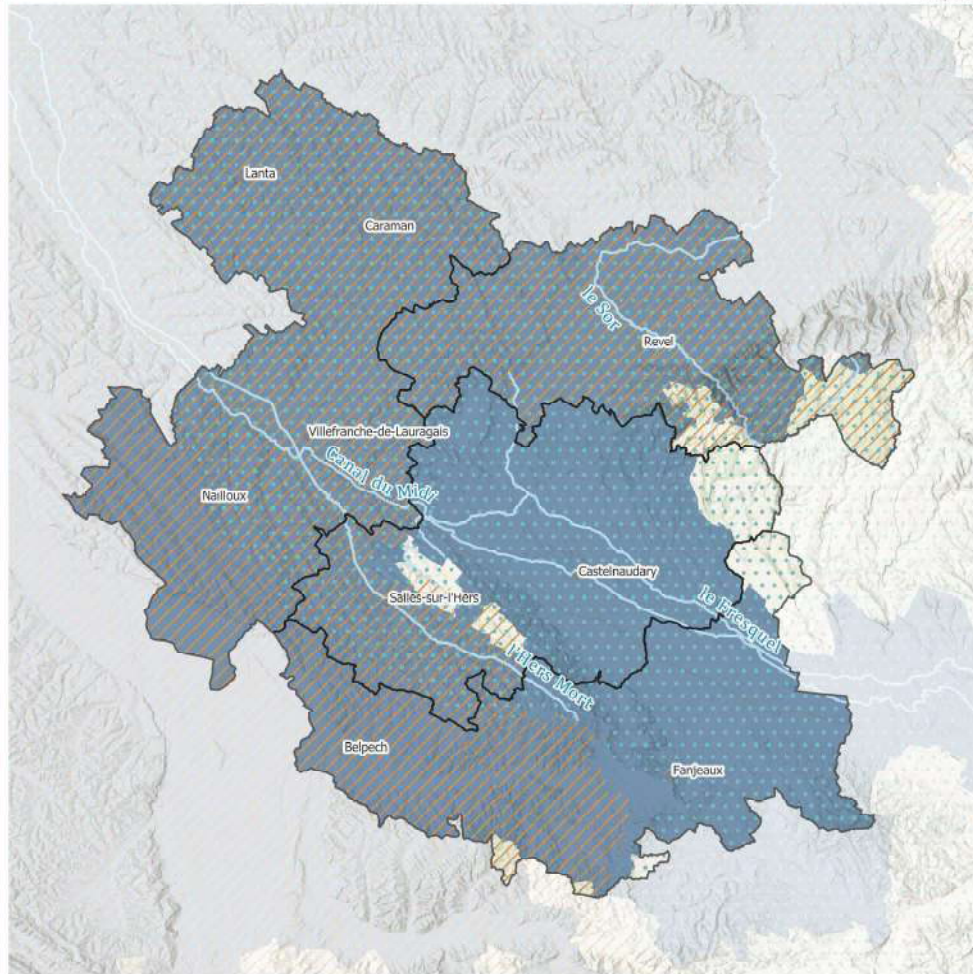 Lanta
Caraman
le Sor
Revel
Villefranche-de-Lauragais
Canal du Midi
Nailloux
Castelnaudary
Salles-sur-l'Hers
le Fresquel
l'Hers Mort
Belpech
Fanjeaux